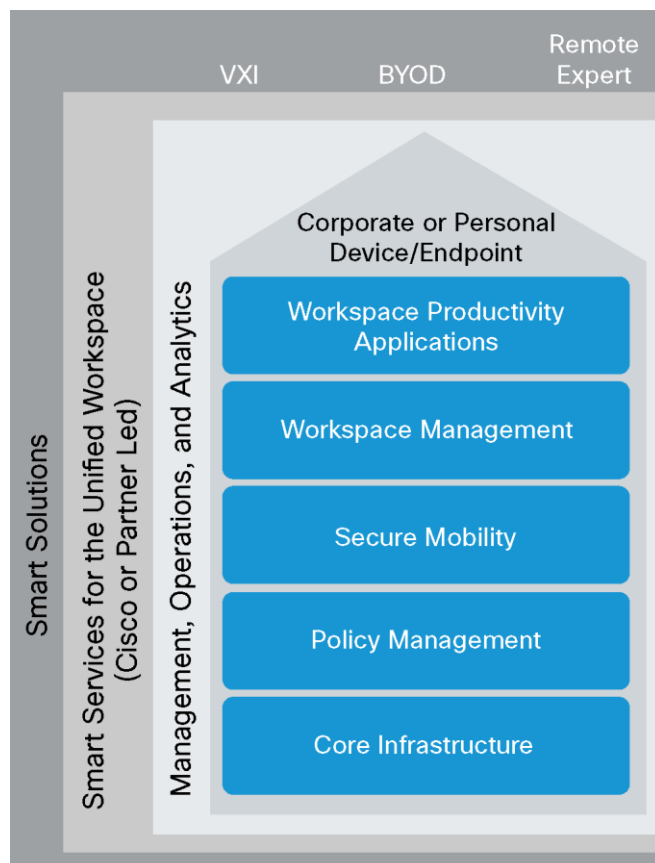 VXI
BYOD
Remote
Expert
Smart Solutions
Smart Services for the Unified Workspace
(Cisco or Partner Led)
Management, Operations, and Analytics
Corporate or Personal
Device/Endpoint
Workspace Productivity
Applications
Workspace Management
Secure Mobility
Policy Management
Core Infrastructure